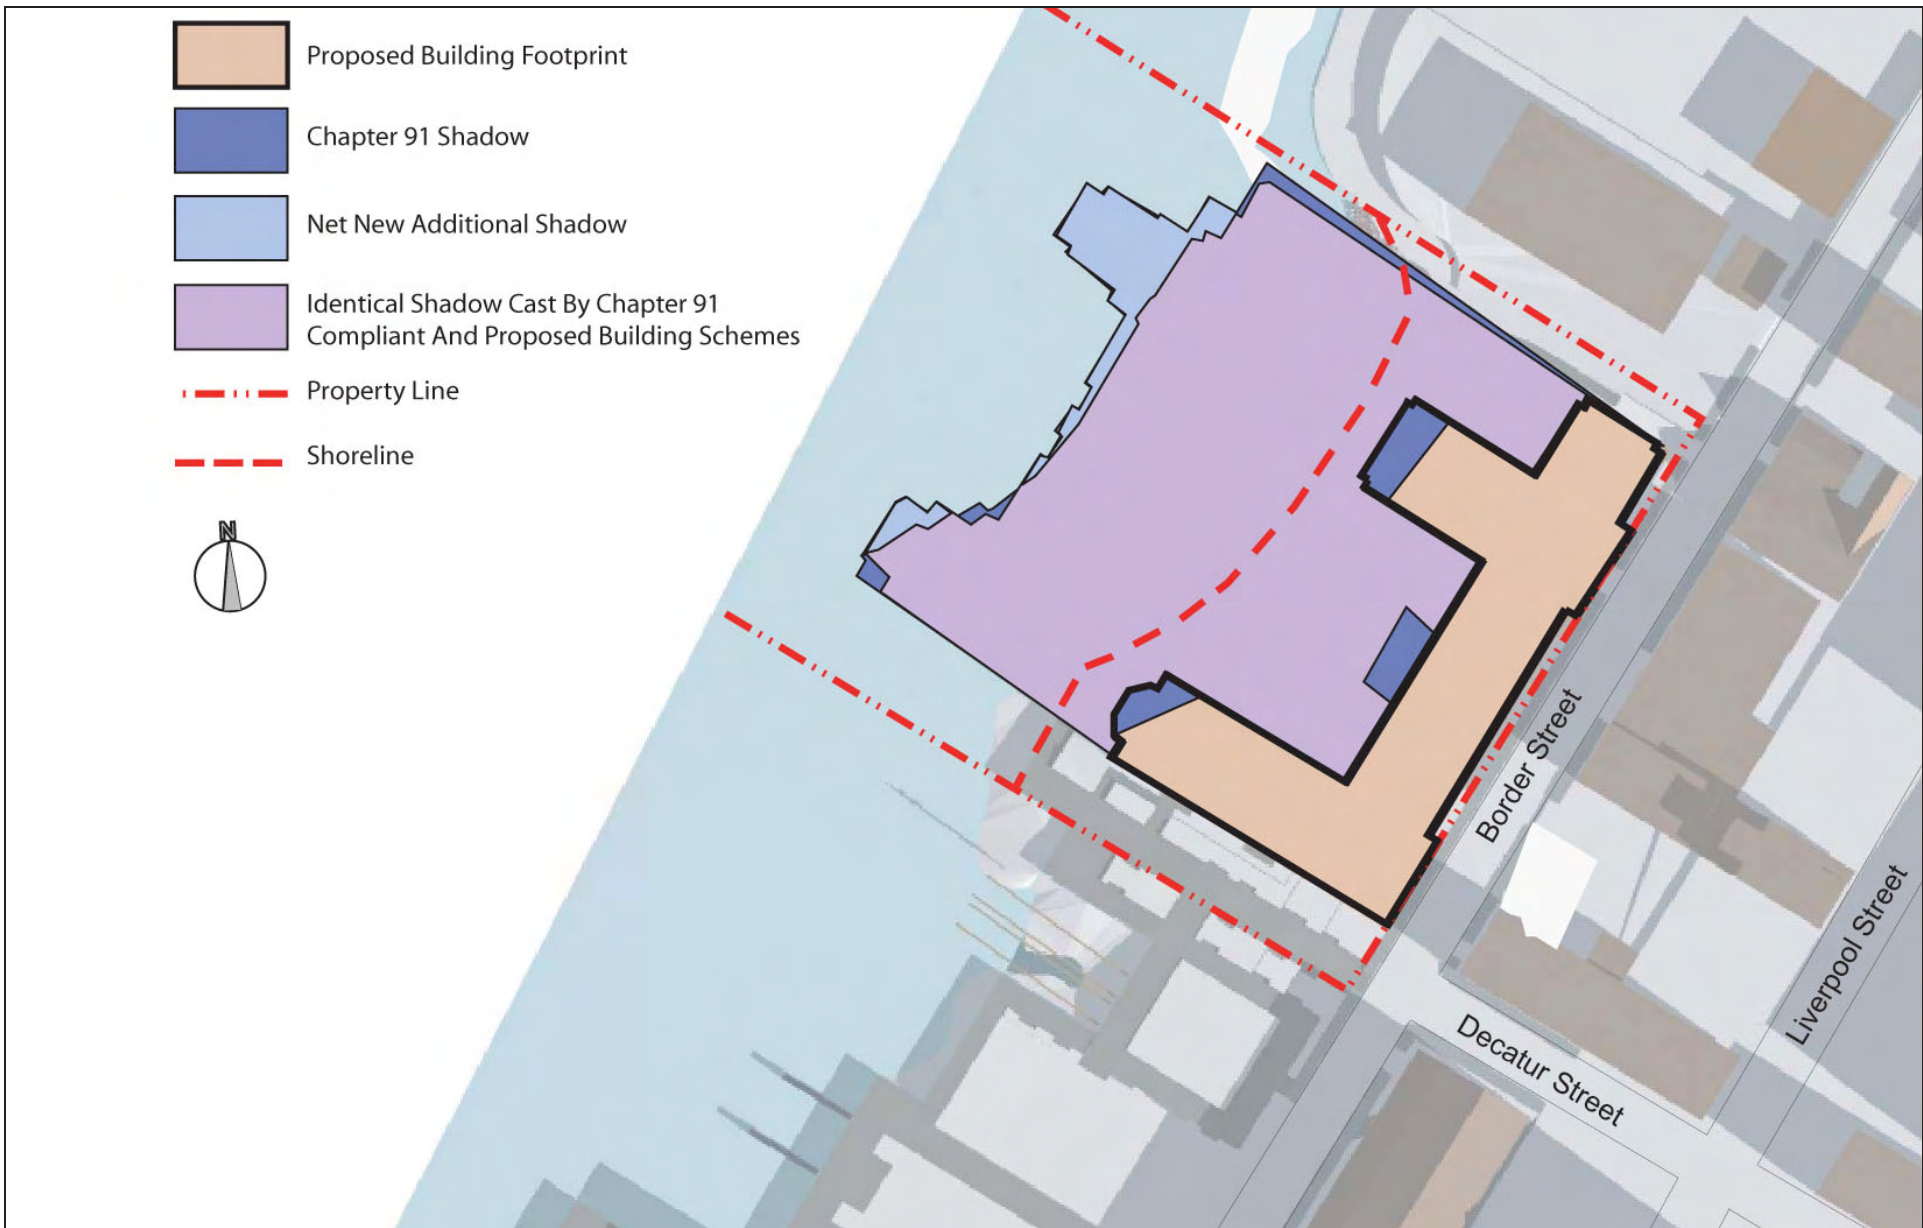 Proposed Building Footprint
Chapter 91 Shadow
Net New Additional Shadow
Identical Shadow Cast By Chapter 91
Compliant And Proposed Building Schemes
Property Line
Shoreline
N
Border Street
Liverpool Street
Decatur Street